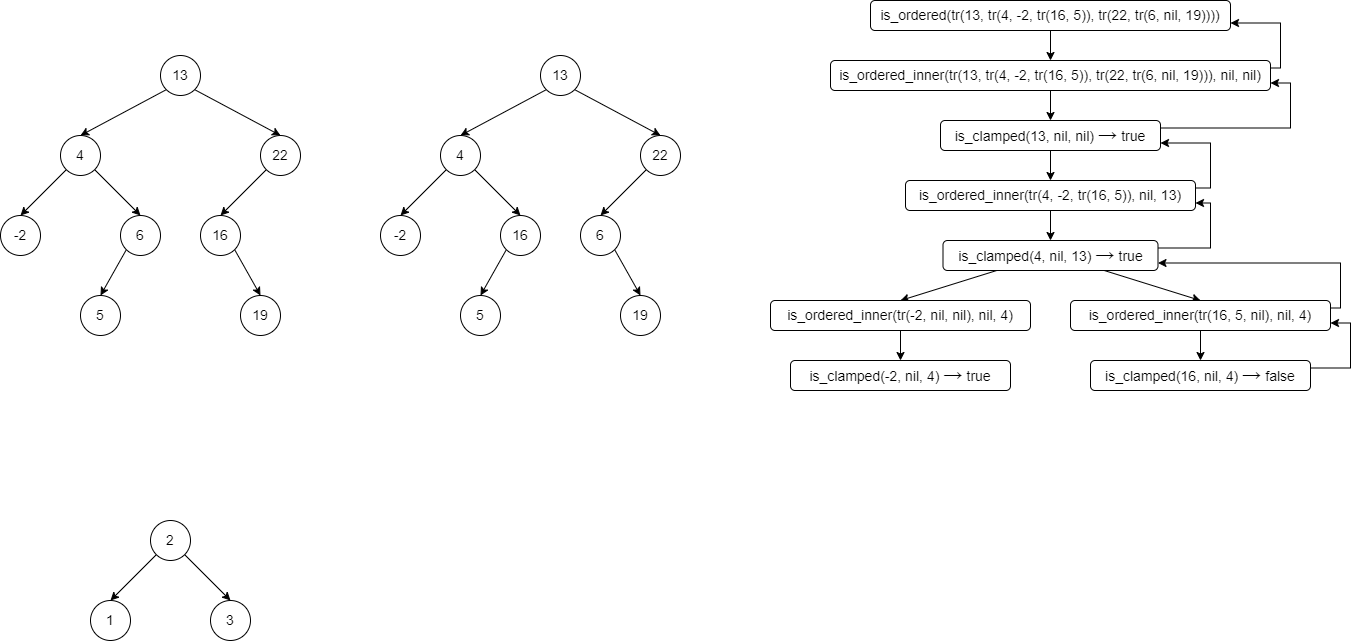 13
4
22
-2
6
16
5
19
13
4
22
-2
16
6
5
19
is_ordered(tr(13, tr(4, -2, tr(16, 5)), tr(22, tr(6, nil, 19))))
is_ordered_inner(tr(13, tr(4, -2, tr(16, 5)), tr(22, tr(6, nil, 19))), nil, nil)
is_clamped(13, nil, nil) → true
is_ordered_inner(tr(4, -2, tr(16, 5)), nil, 13)
is_clamped(4, nil, 13) → true
is_ordered_inner(tr(-2, nil, nil), nil, 4)
is_ordered_inner(tr(16, 5, nil), nil, 4)
is_clamped(-2, nil, 4) → true
is_clamped(16, nil, 4) → false
2
1
3